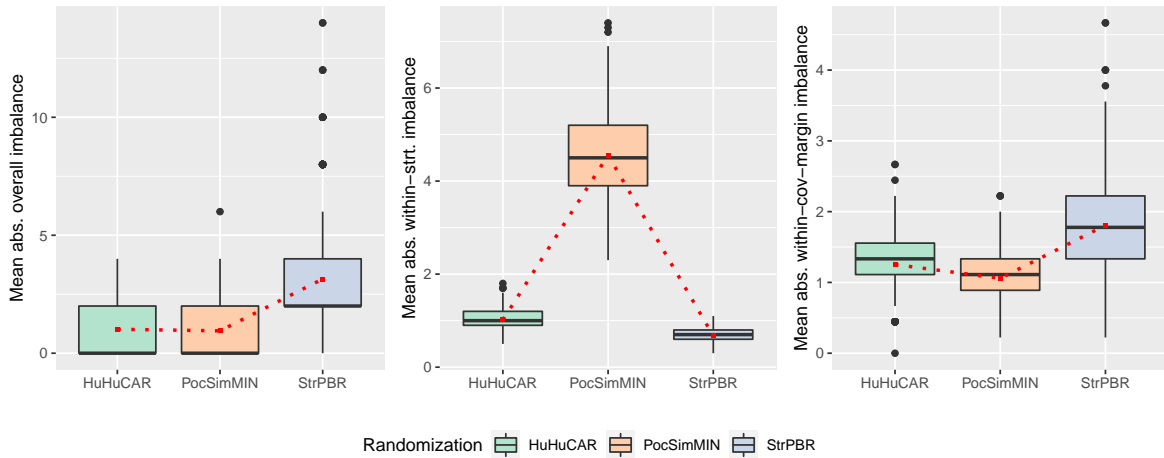 Mean abs. overall imbalance
10
5
0
HuHuCAR PocSimMIN StrPBR
Mean abs. within−strt. imbalance
6
4
2
0
HuHuCAR PocSimMIN StrPBR
Mean abs. within−cov−margin imbalance
4
3
2
1
0
HuHuCAR PocSimMIN StrPBR
Randomization HuHuCAR PocSimMIN StrPBR